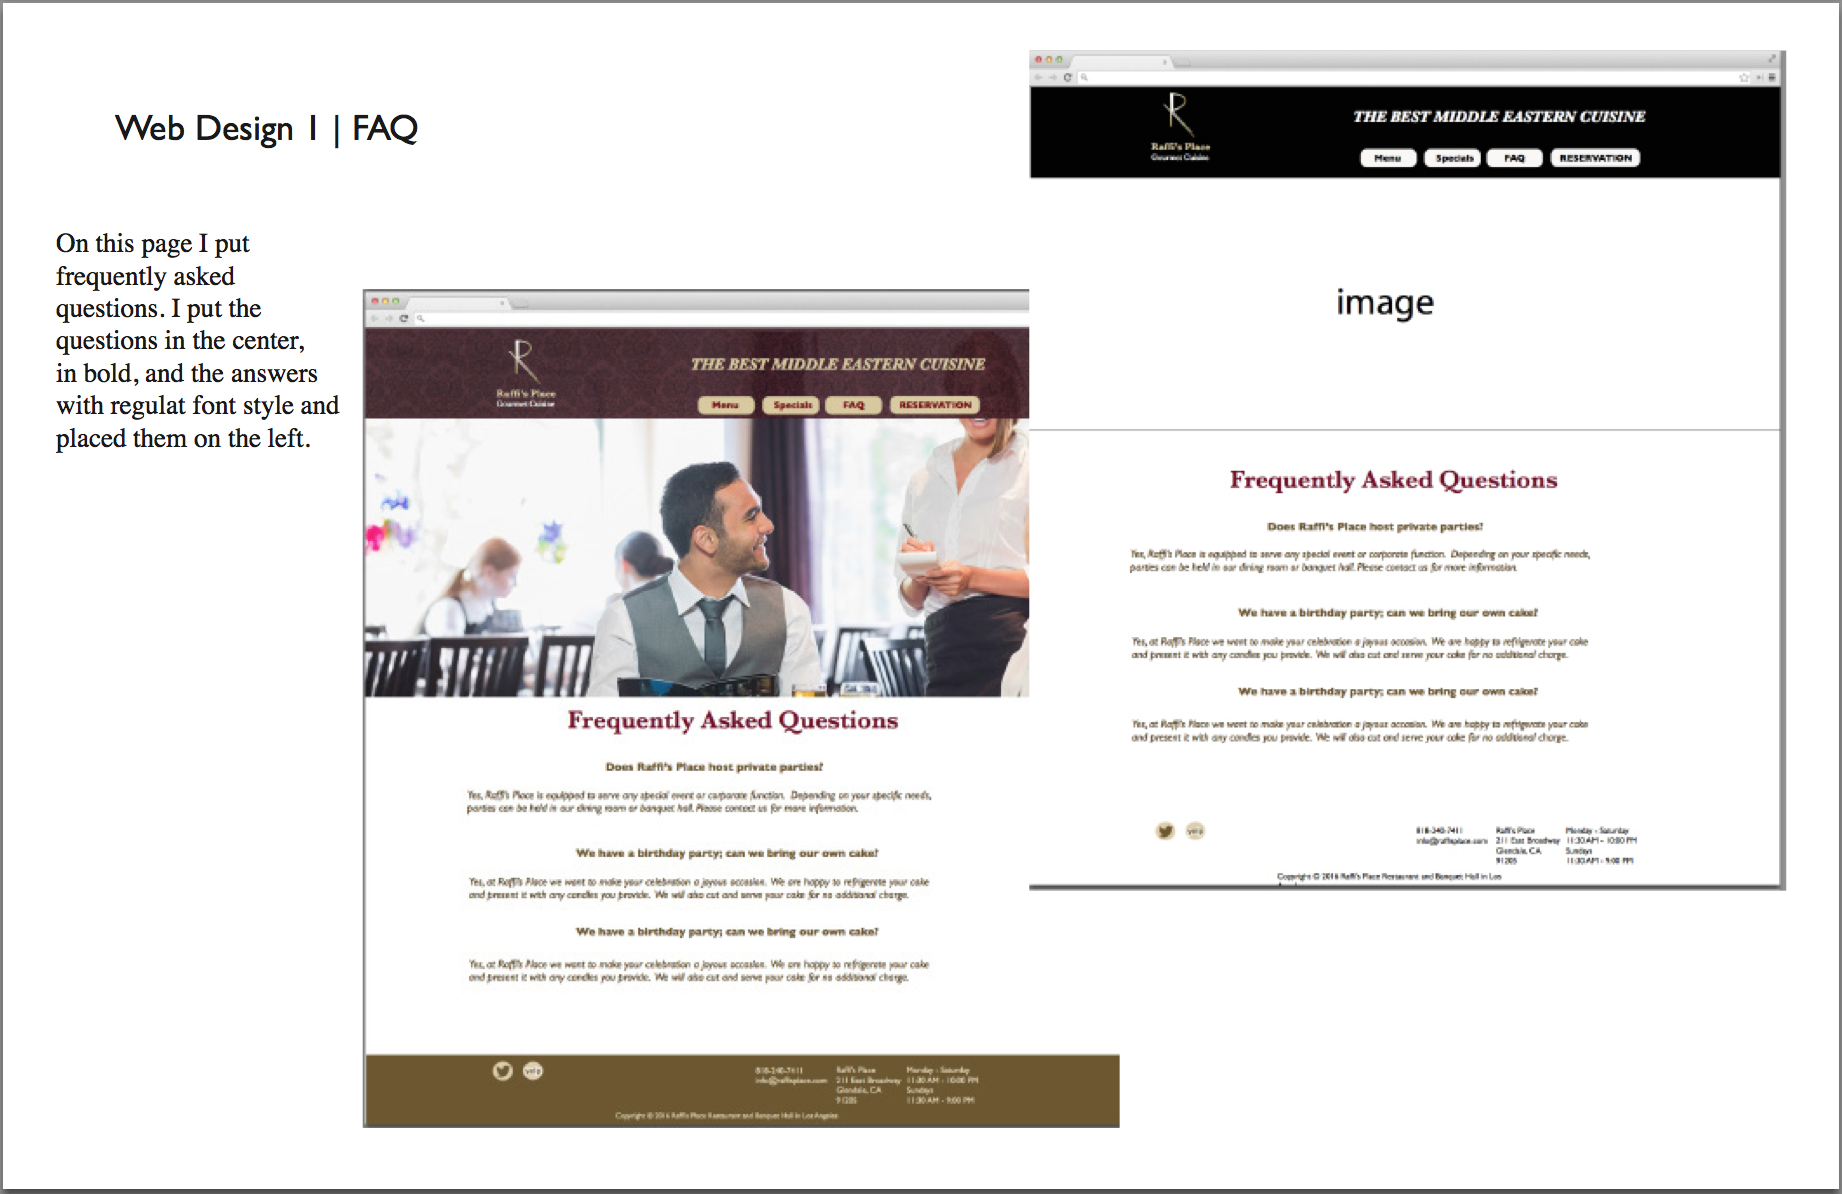 Web Design 1 | FAQ
On this page I put
frequently asked
questions. I put the
questions in the center,
in bold, and the answers
with regulat font style and
placed them on the left.
Raffi's Place
Gourmet Cuisine
THE BEST MIDDLE EASTERN CUISINE
Menu Specials FAQ RESERVATION
Frequently Asked Questions
Does Raffi's Place host private parties?
Yes, Raffi's Place is equipped to serve any special event or corporate function. Depending on your specific needs,
parties can be held in our dining room or banquet hall. Please contact us for more information.
We have a birthday party; can we bring our own cake?
Yes, at Raffi's Place we want to make your celebration a joyous occasion. We are happy to refrigerate your cake
and present it with any candles you provide. We will also cut and serve your cake for no additional charge.
We have a birthday party; can we bring our own cake?
Yes, at Raffi's Place we want to make your celebration a joyous occasion. We are happy to refrigerate your cake
and present it with any candles you provide. We will also cut and serve your cake for no additional charge.
yelp
818-240-7411
info@raffisplace.com
Raffi's Place
211 East Broadway
Glendale, CA
91205
Monday - Saturday
11:30 AM - 10:00 PM
Sundays
11:30 AM - 9:00 PM
Copyright © 2016 Raffi's Place Restaurant and Banquet Hall in Los Angeles
Raffi's Place
Gourmet Cuisine
THE BEST MIDDLE EASTERN CUISINE
Menu Specials FAQ RESERVATION
image
Frequently Asked Questions
Does Raffi's Place host private parties?
Yes, Raffi's Place is equipped to serve any special event or corporate function. Depending on your specific needs,
parties can be held in our dining room or banquet hall. Please contact us for more information.
We have a birthday party; can we bring our own cake?
Yes, at Raffi's Place we want to make your celebration a joyous occasion. We are happy to refrigerate your cake
and present it with any candles you provide. We will also cut and serve your cake for no additional charge.
We have a birthday party; can we bring our own cake?
Yes, at Raffi's Place we want to make your celebration a joyous occasion. We are happy to refrigerate your cake
and present it with any candles you provide. We will also cut and serve your cake for no additional charge.
yelp
818-240-7411
info@raffisplace.com
Raffi's Place
211 East Broadway
Glendale, CA
91205
Monday - Saturday
11:30 AM - 10:00 PM
Sundays
11:30 AM - 9:00 PM
Copyright © 2016 Raffi's Place Restaurant and Banquet Hall in Los